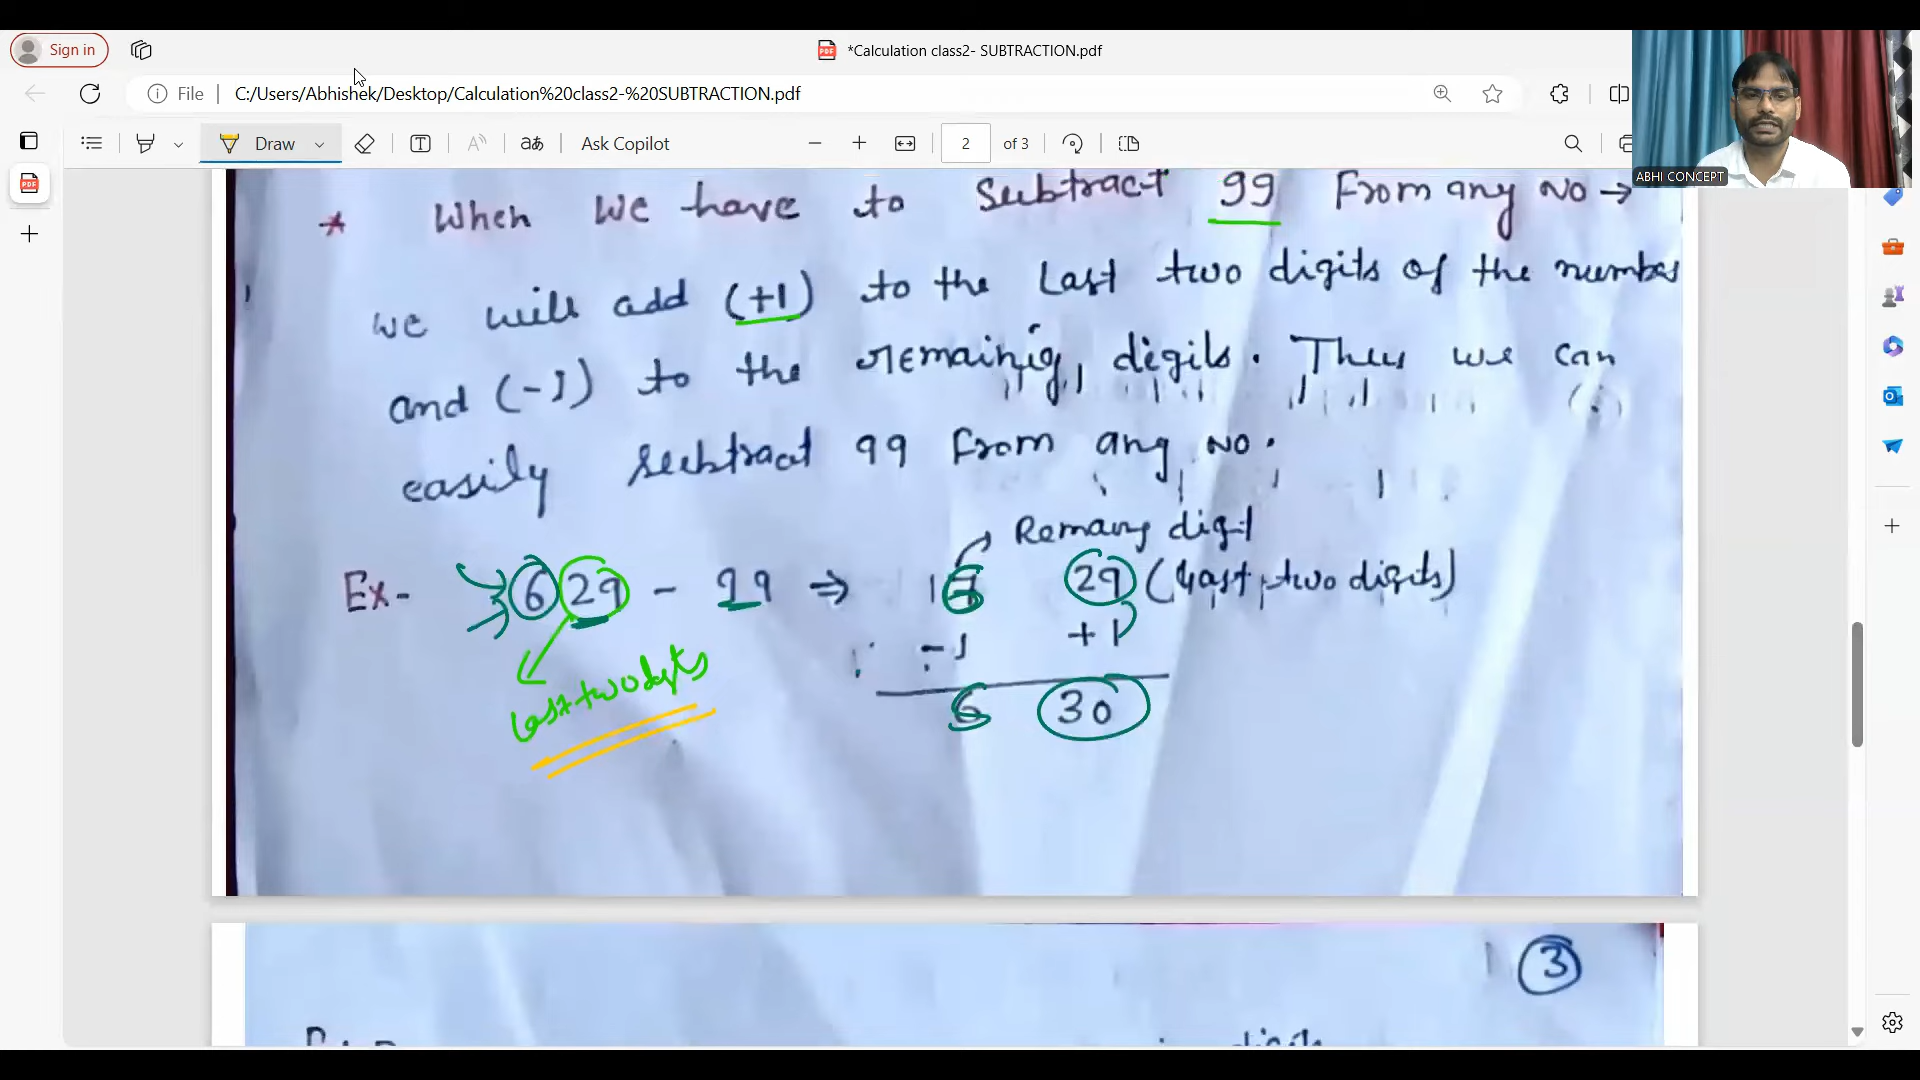 Sign in
*Calculation class2- SUBTRACTION.pdf
File
C:/Users/Abhishek/Desktop/Calculation%20class2-%20SUBTRACTION.pdf
Draw
Ask Copilot
2 of 3
ABHI CONCEPT
* When we have to Subtract 99 From any No →
we will add (+1) to the Last two digits of the number
and (-1) to the remainig digits. Thus we can
easily subtract 99 from any No.
Remaing digit
Ex- 629 - 99 ⇒ 29 (Last two digits)
-1 +1
Last two digits
6 30
3